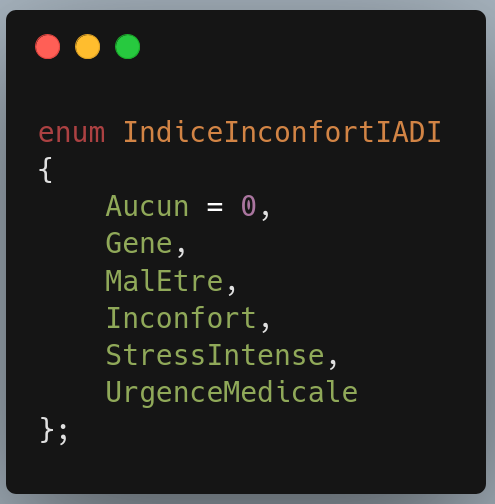 enum IndiceInconfortIADI
{
    Aucun = 0,
    Gene,
    MalEtre,
    Inconfort,
    StressIntense,
    UrgenceMedicale
};